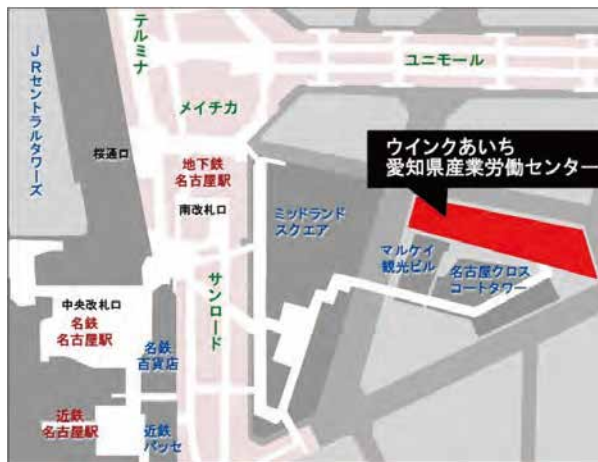 テルミナ
ユニモール
JRセントラルタワーズ
メイチカ
桜通口
地下鉄
名古屋駅
南改札口
ウインクあいち
愛知県産業労働センター
ミッドランド
スクエア
マルケイ
観光ビル
名古屋クロス
コートタワー
サンロード
中央改札口
名鉄
名古屋駅
名鉄
百貨店
近鉄
名古屋駅
近鉄
パッセ